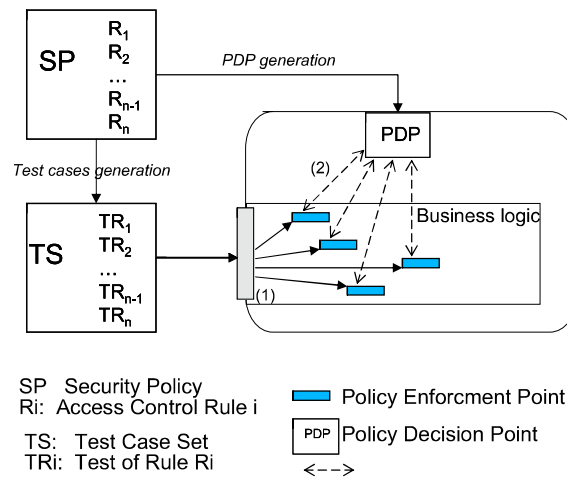 SP
R1
R2
...
Rn-1
Rn
PDP generation
Test cases generation
PDP
(2)
Business logic
TS
TR1
TR2
...
TRn-1
TRn
(1)
SP Security Policy
Ri: Access Control Rule i
TS: Test Case Set
TRi: Test of Rule Ri
Policy Enforcment Point
PDP Policy Decision Point